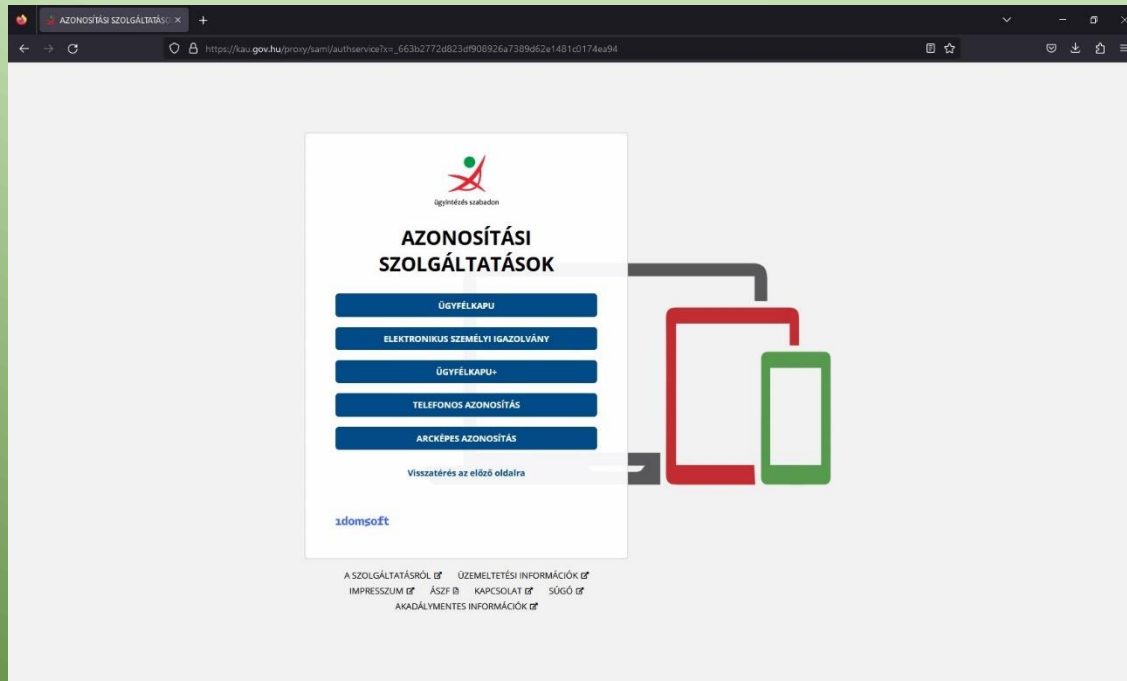 AZONOSÍTÁSI SZOLGÁLTATÁSO
https://kau.gov.hu/proxy/saml/authservice?x=_663b2772d823df908926a7389d62e1481c0174ea94
ügyintézés szabadon
AZONOSÍTÁSI
SZOLGÁLTATÁSOK
ÜGYFÉLKAPU
ELEKTRONIKUS SZEMÉLYI IGAZOLVÁNY
ÜGYFÉLKAPU+
TELEFONOS AZONOSÍTÁS
ARCKÉPES AZONOSÍTÁS
Visszatérés az előző oldalra
idomsoft
A SZOLGÁLTATÁSRÓL ÜZEMELTETÉSI INFORMÁCIÓK
IMPRESSZUM ÁSZF KAPCSOLAT SÚGÓ
AKADÁLYMENTES INFORMÁCIÓK